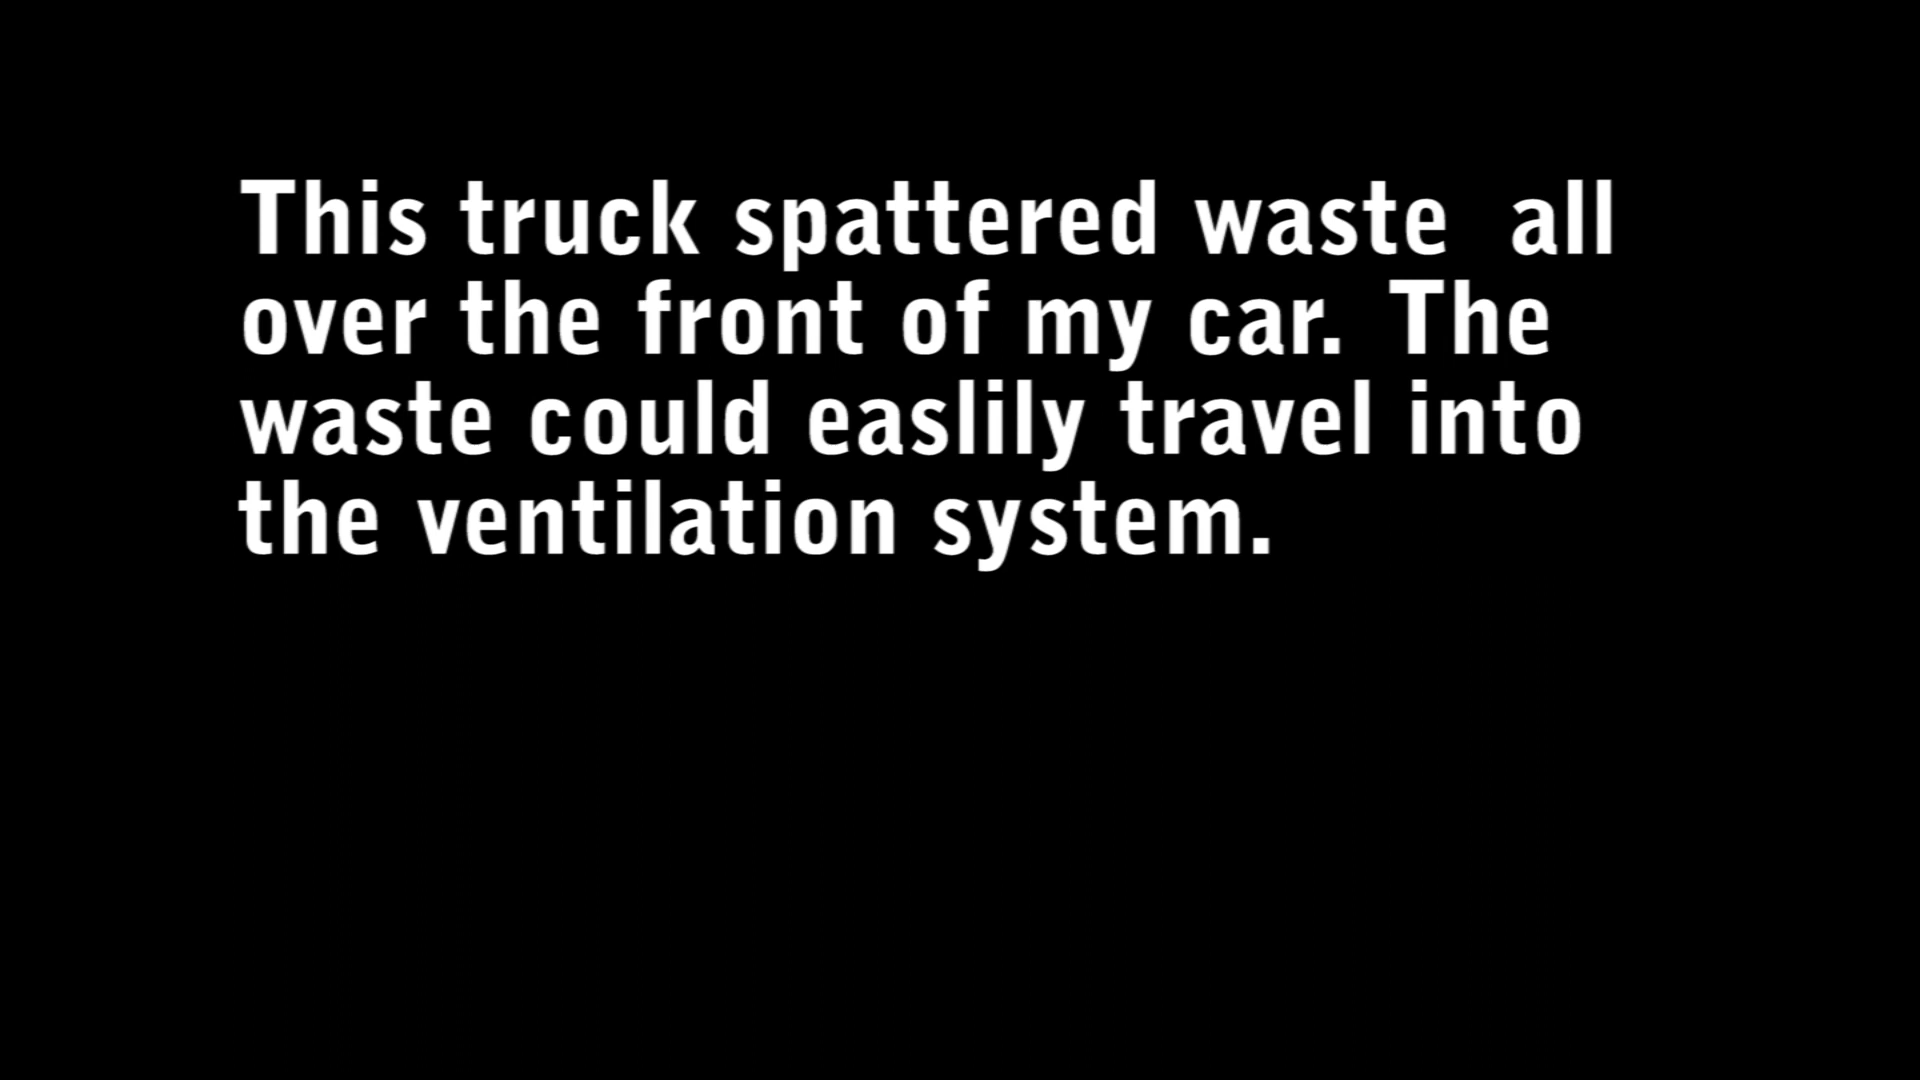 This truck spattered waste  all
over the front of my car. The
waste could easlily travel into
the ventilation system.